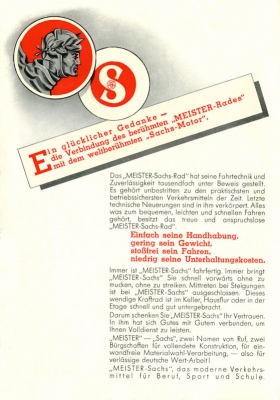 S
Ein glücklicher Gedanke —
die Verbindung des berühmten „MEISTER-Rades"
mit dem weltberühmten „Sachs-Motor".
Das „MEISTER-Sachs-Rad" hat seine Fahrtechnik und
Zuverlässigkeit tausendfach unter Beweis gestellt.
Es gehört unbestritten zu den praktischsten und
betriebssichersten Verkehrsmitteln der Zeit. Letzte
technische Neuerungen sind in ihm verkörpert. Alles
was zum bequemen, leichten und schnellen Fahren
gehört, besitzt das treue und anspruchslose
„MEISTER-Sachs-Rad".
Einfach seine Handhabung,
gering sein Gewicht,
stoßfrei sein Fahren,
niedrig seine Unterhaltungskosten.
Immer ist „MEISTER-Sachs" fahrfertig. Immer bringt
„MEISTER-Sachs" Sie schnell vorwärts ohne zu
mucken, ohne zu streiken. Mittreten bei Steigungen
ist bei „MEISTER-Sachs" ausgeschlossen. Dieses
wendige Kraftrad ist im Keller, Hausflur oder in der
Etage schnell und gut untergebracht.
Darum schenken Sie „MEISTER-Sachs" Ihr Vertrauen.
In ihm hat sich Gutes mit Gutem verbunden, um
Ihnen Volldienst zu leisten.
„MEISTER" — „Sachs", zwei Namen von Ruf, zwei
Bürgschaften für vollendete Konstruktion, für ein-
wandfreie Materialwahl-Verarbeitung, — also für
verlässige deutsche Wert-Arbeit!
„MEISTER-Sachs", das moderne Verkehrs-
mittel für Beruf, Sport und Schule.